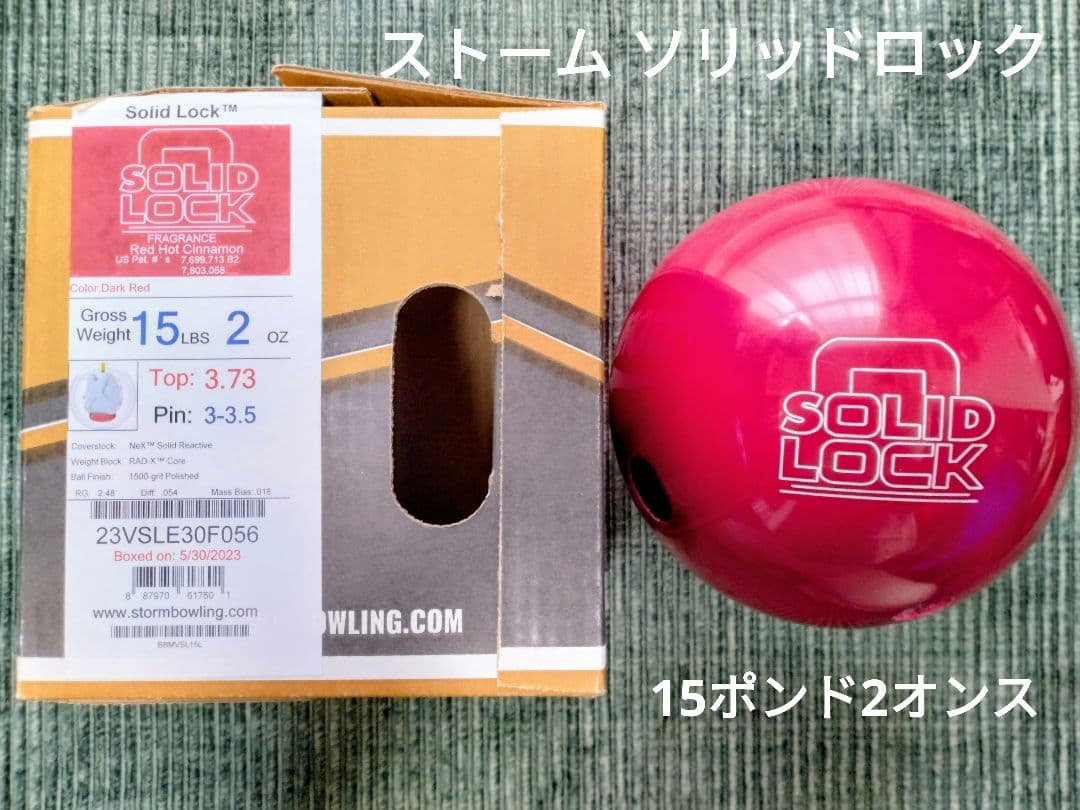 ストーム ソリッドロック
Solid Lock™
SOLID
LOCK
FRAGRANCE
Red Hot Cinnamon
US Pat. #'s 7,699,713 B2
7,803,058
Color:Dark Red
Gross
Weight 15 LBS 2 OZ
Top: 3.73
Pin: 3-3.5
Coverstock: NeX™ Solid Reactive
Weight Block: RAD-X™ Core
Ball Finish: 1500-grit Polished
RG: 2.48 Diff: .054 Mass Bias: .018
23VSLE30F056
Boxed on: 5/30/2023
8 87970 61750 1
www.stormbowling.com
BBMVSL15L
OWLING.COM
SOLID
LOCK
15ポンド2オンス